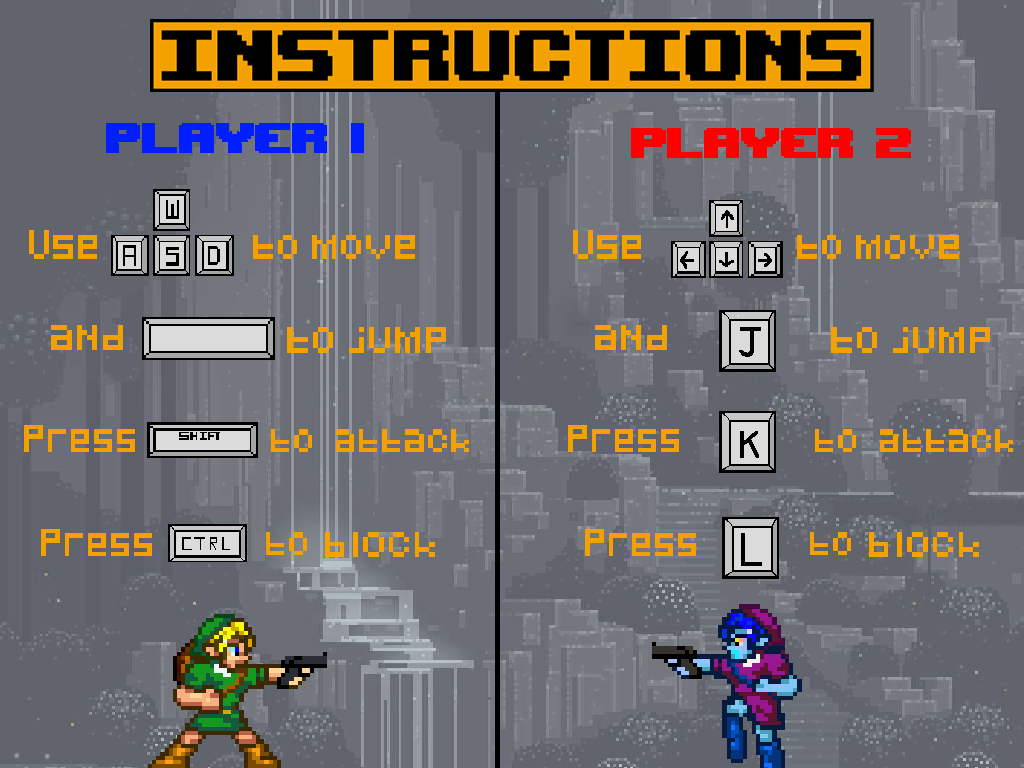 INSTRUCTIONS
PLAYER 1
W
Use A S D to move
and to jump
Press SHIFT to attack
Press CTRL to block
PLAYER 2
↑
Use ← ↓ → to move
and J to jump
Press K to attack
Press L to block